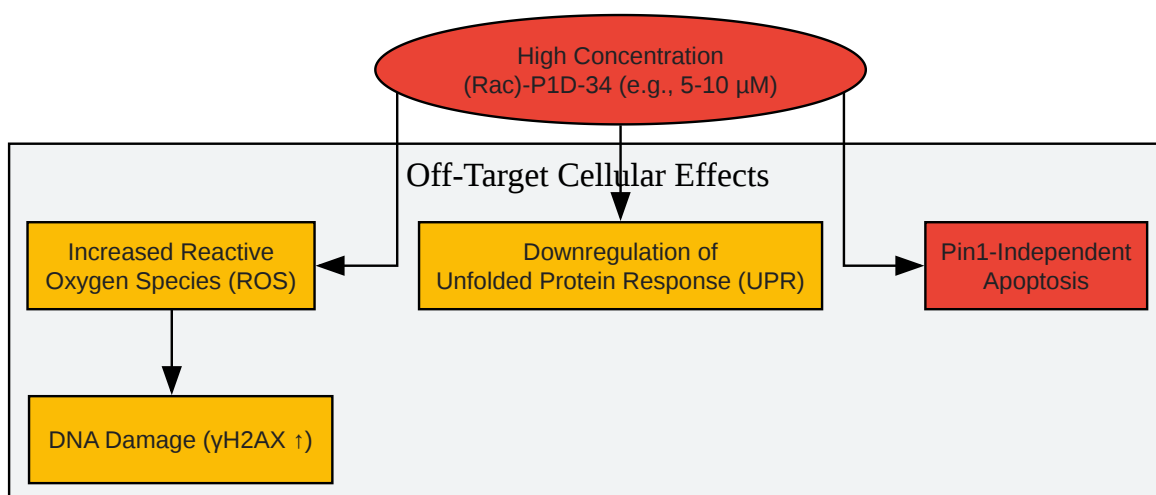 High Concentration
(Rac)-P1D-34 (e.g., 5-10 µM)
Off-Target Cellular Effects
Increased Reactive
Oxygen Species (ROS)
Downregulation of
Unfolded Protein Response (UPR)
Pin1-Independent
Apoptosis
DNA Damage (γH2AX ↑)